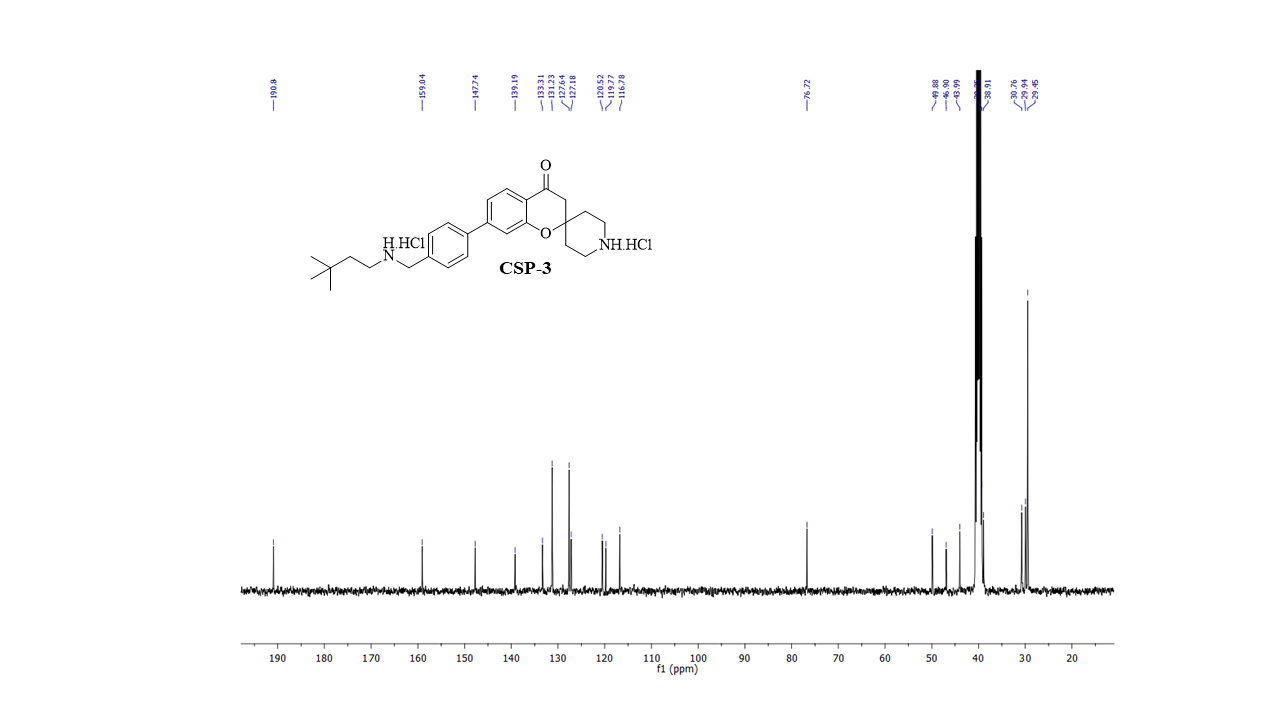 190.8 159.04 147.74 139.19 133.31 131.23 127.64 127.18 120.52 119.77 116.78 76.72 49.88 46.90 43.99 38.91 30.76 29.94 29.45
O
O
NH.HCl
H.HCl
N
CSP-3
190 180 170 160 150 140 130 120 110 100 90 80 70 60 50 40 30 20
f1 (ppm)